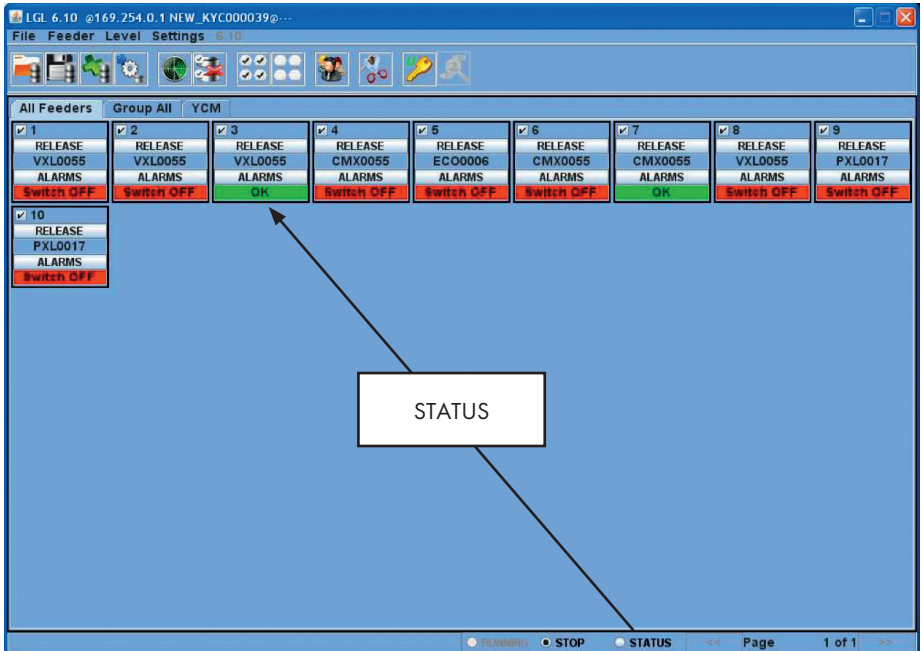 LGL 6.10 @169.254.0.1 NEW_KYC000039@---
File Feeder Level Settings 6.10
All Feeders Group All YCM
1 2 3 4 5 6 7 8 9
RELEASE RELEASE RELEASE RELEASE RELEASE RELEASE RELEASE RELEASE RELEASE
VXL0055 VXL0055 VXL0055 CMX0055 ECO0006 CMX0055 CMX0055 VXL0055 PXL0017
ALARMS ALARMS ALARMS ALARMS ALARMS ALARMS ALARMS ALARMS ALARMS
Switch OFF Switch OFF OK Switch OFF Switch OFF Switch OFF OK Switch OFF Switch OFF
10
RELEASE
PXL0017
ALARMS
Switch OFF
STATUS
RUNNING STOP STATUS << Page 1 of 1 >>